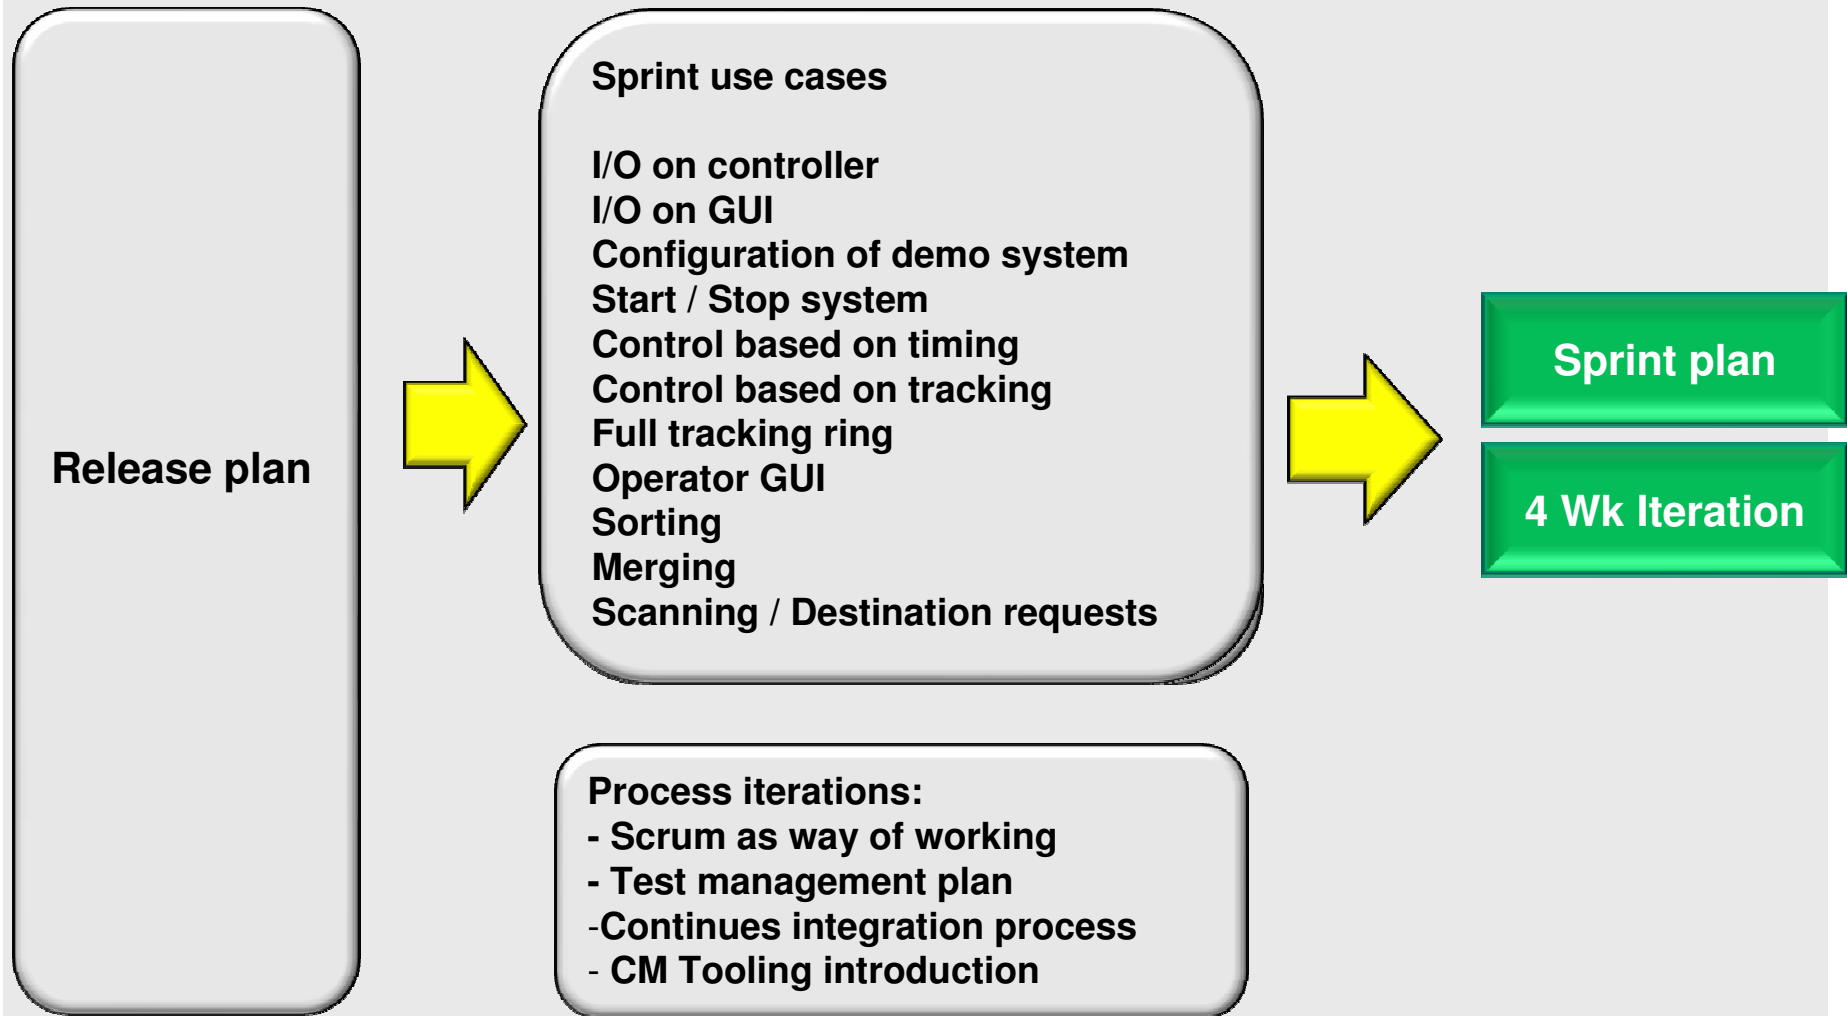 Release plan
Sprint use cases
I/O on controller
I/O on GUI
Configuration of demo system
Start / Stop system
Control based on timing
Control based on tracking
Full tracking ring
Operator GUI
Sorting
Merging
Scanning / Destination requests
Process iterations:
- Scrum as way of working
- Test management plan
-Continues integration process
- CM Tooling introduction
Sprint plan
4 Wk Iteration